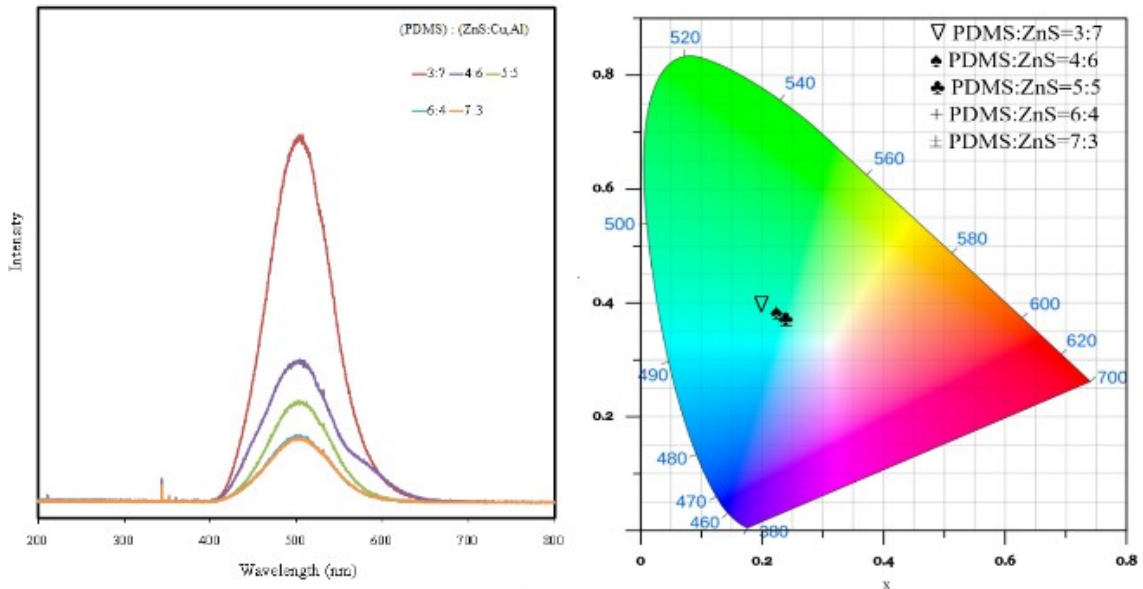 (PDMS) : (ZnS:Cu,Al)
3:7 4:6 5:5
6:4 7:3
Intensity
200 300 400 500 600 700 800
Wavelength (nm)
PDMS:ZnS=3:7
PDMS:ZnS=4:6
PDMS:ZnS=5:5
PDMS:ZnS=6:4
PDMS:ZnS=7:3
520
540
560
580
600
620
700
500
490
480
470
460
380
0.8
0.6
0.4
0.2
0 0.2 0.4 0.6 0.8
x